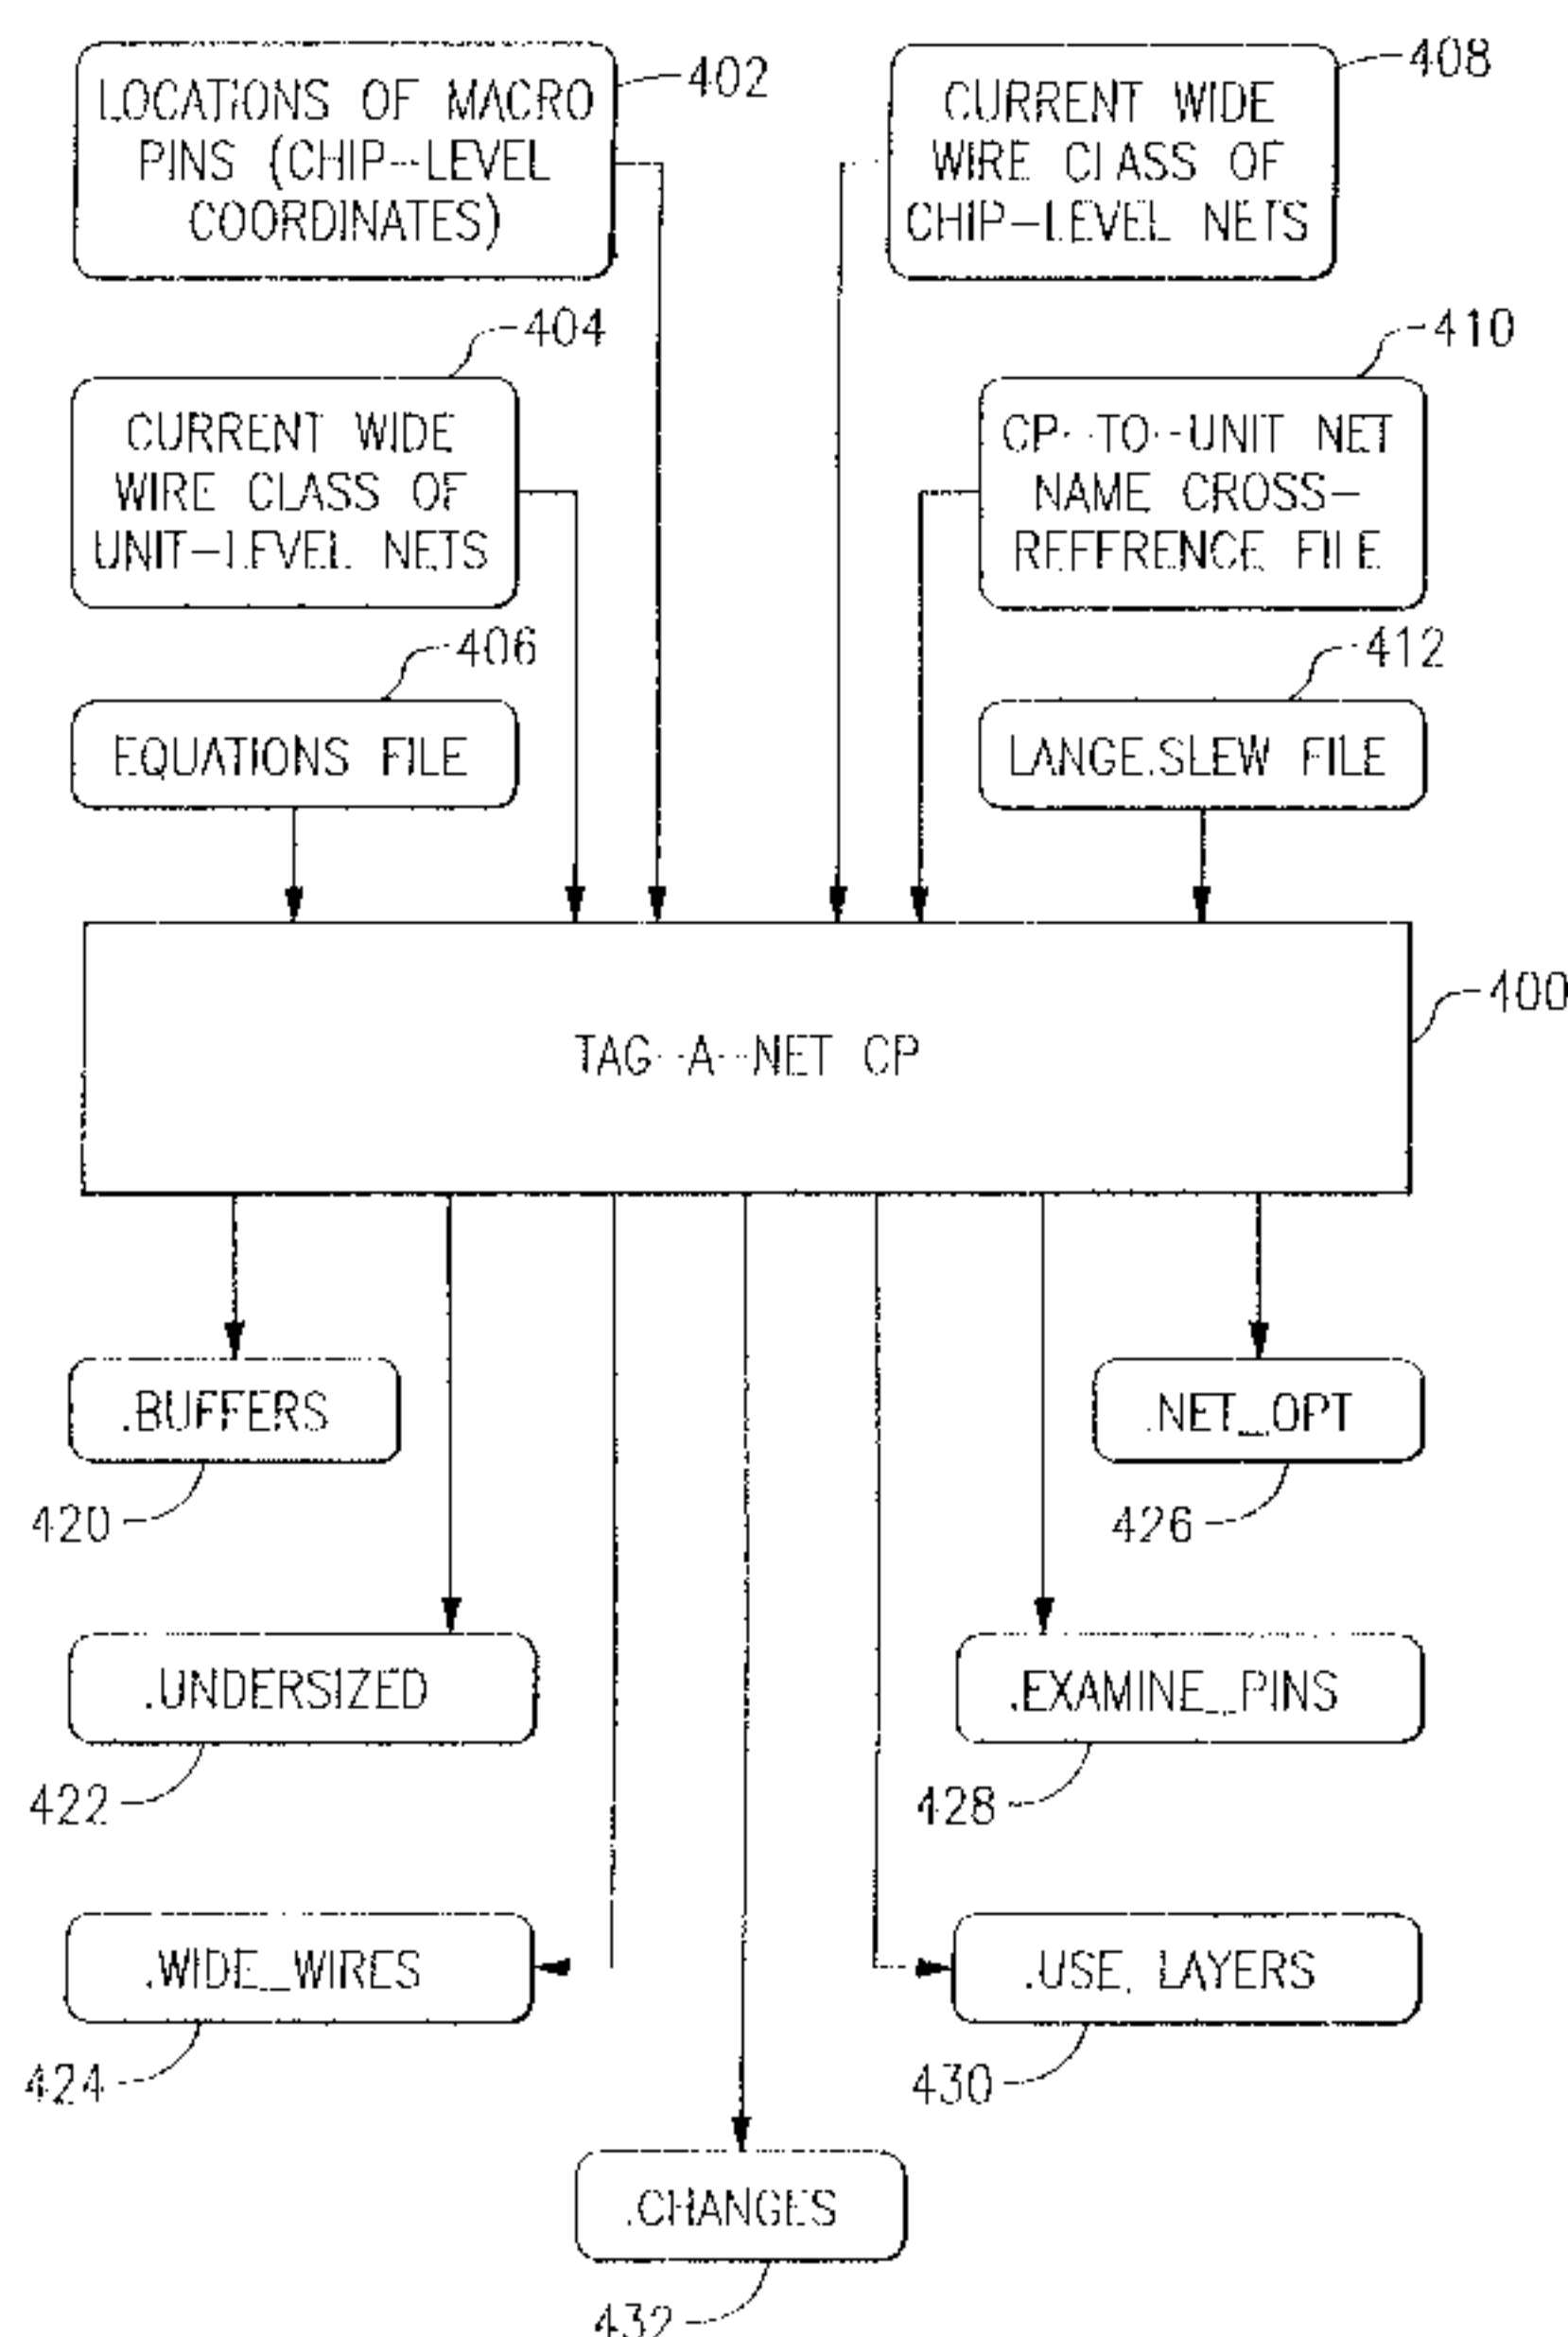 LOCATIONS OF MACRO
PINS (CHIP-LEVEL
COORDINATES)
402
CURRENT WIDE
WIRE CLASS OF
CHIP-LEVEL NETS
408
404
CURRENT WIDE
WIRE CLASS OF
UNIT-LEVEL NETS
410
CP-TO-UNIT NET
NAME CROSS-
REFERENCE FILE
406
EQUATIONS FILE
412
LANGE.SLEW FILE
400
TAG-A-NET CP
.BUFFERS
420
.NET_OPT
426
.UNDERSIZED
422
.EXAMINE_PINS
428
.WIDE_WIRES
424
.USE_LAYERS
430
.CHANGES
432